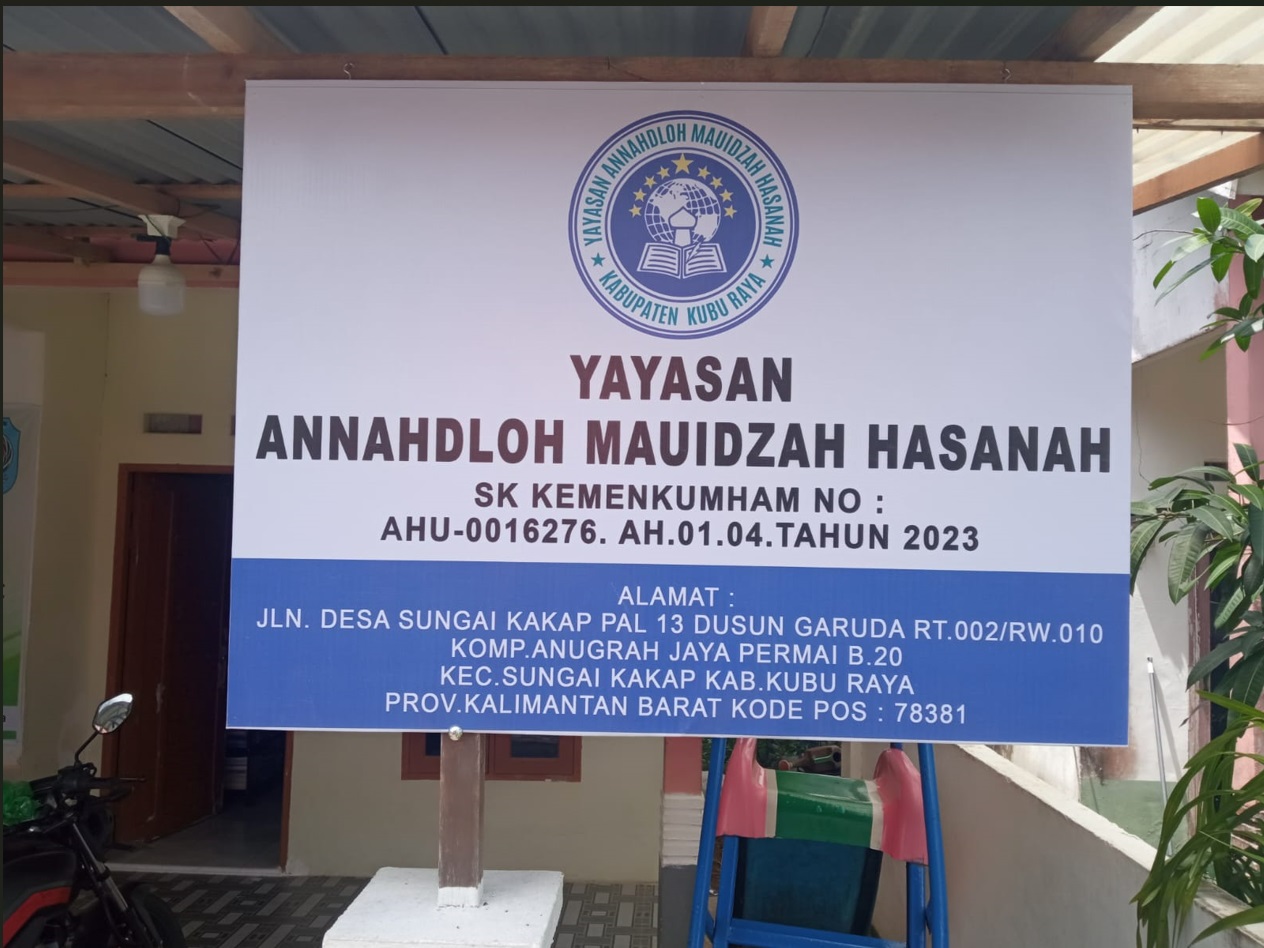 YAYASAN ANNAHDLOH MAUIDZAH HASANAH
KABUPATEN KUBU RAYA
YAYASAN
ANNAHDLOH MAUIDZAH HASANAH
SK KEMENKUMHAM NO :
AHU-0016276. AH.01.04.TAHUN 2023
ALAMAT :
JLN. DESA SUNGAI KAKAP PAL 13 DUSUN GARUDA RT.002/RW.010
KOMP.ANUGRAH JAYA PERMAI B.20
KEC.SUNGAI KAKAP KAB.KUBU RAYA
PROV.KALIMANTAN BARAT KODE POS : 78381